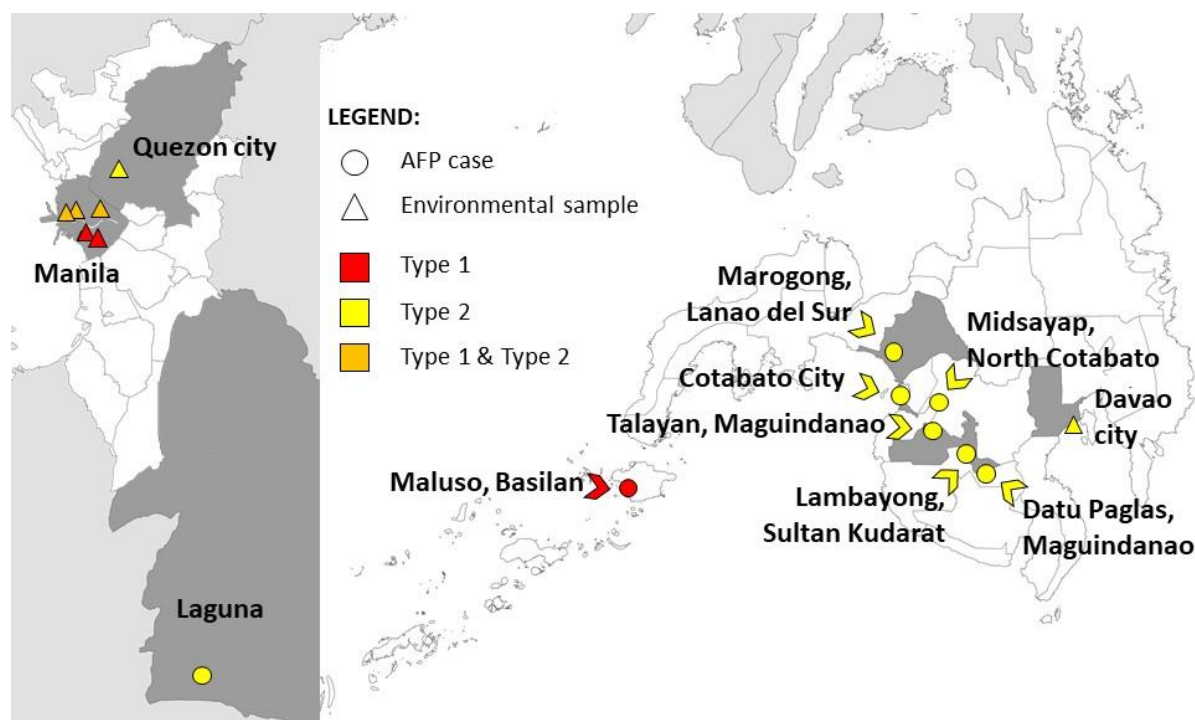 Quezon city
Manila
Laguna
LEGEND:
AFP case
Environmental sample
Type 1
Type 2
Type 1 & Type 2
Marogong,
Lanao del Sur
Midsayap,
North Cotabato
Cotabato City
Davao
city
Talayan, Maguindanao
Maluso, Basilan
Lambayong,
Sultan Kudarat
Datu Paglas,
Maguindanao